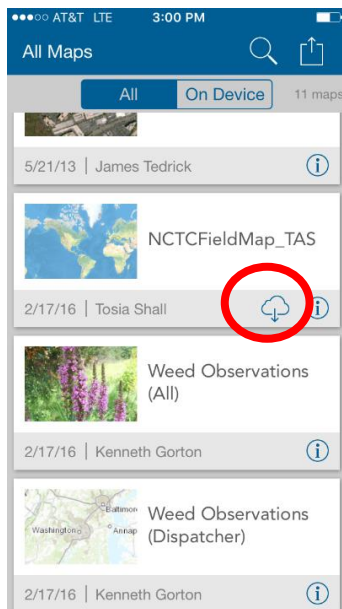 AT&T LTE 3:00 PM
All Maps
All On Device 11 maps
5/21/13 | James Tedrick
NCTCFieldMap_TAS
2/17/16 | Tosia Shall
Weed Observations
(All)
2/17/16 | Kenneth Gorton
Baltimor
Washington
Annap
Weed Observations
(Dispatcher)
2/17/16 | Kenneth Gorton